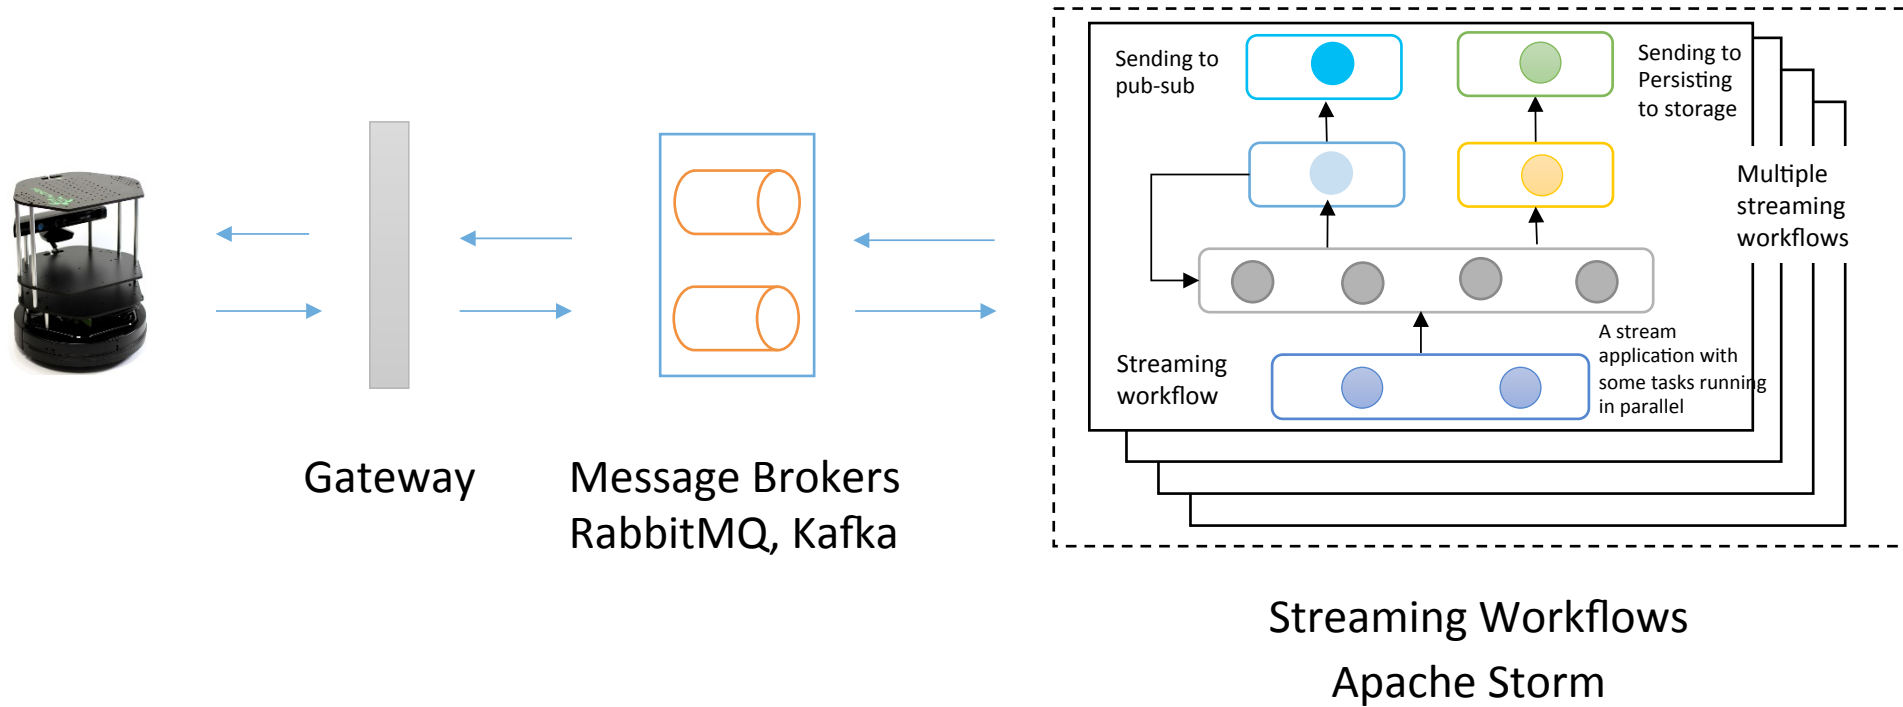 Sending to
pub-sub
Sending to
Persisting
to storage
Multiple
streaming
workflows
A stream
application with
some tasks running
in parallel
Streaming
workflow
Gateway
Message Brokers
RabbitMQ, Kafka
Streaming Workflows
Apache Storm